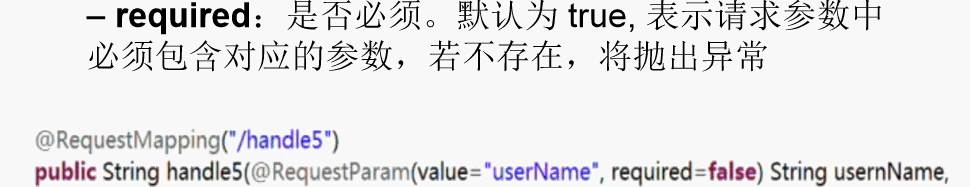 – required：是否必须。默认为 true, 表示请求参数中
必须包含对应的参数，若不存在，将抛出异常
@RequestMapping("/handle5")
public String handle5(@RequestParam(value="userName", required=false) String usernName,